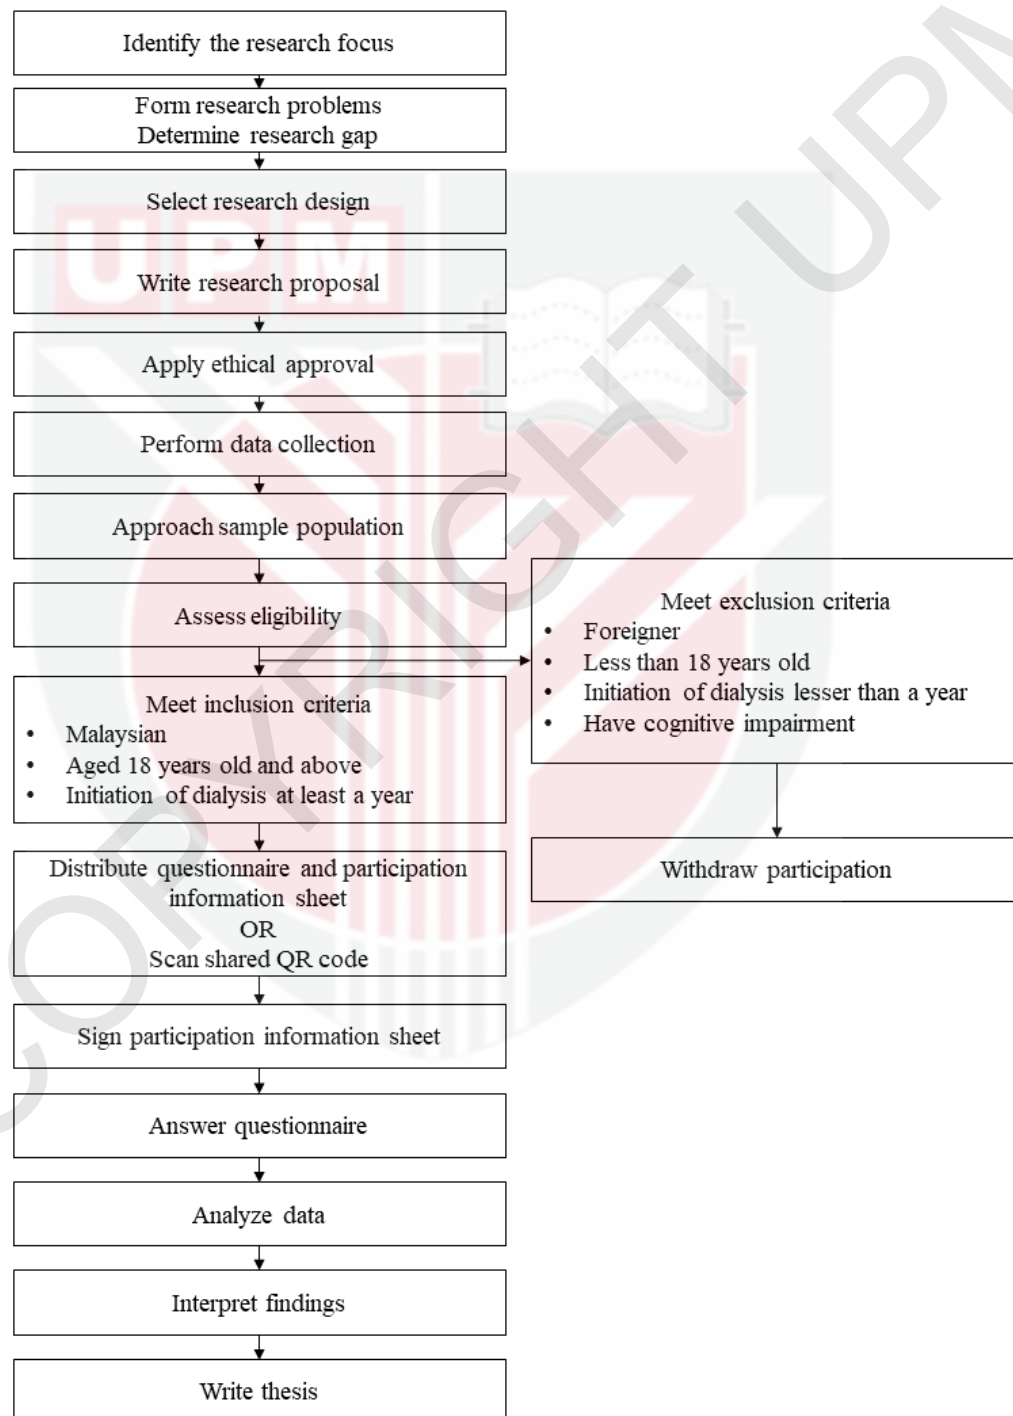 Identify the research focus
Form research problems
Determine research gap
Select research design
UPM
Write research proposal
Apply ethical approval
Perform data collection
Approach sample population
Assess eligibility
Meet inclusion criteria
• Malaysian
• Aged 18 years old and above
• Initiation of dialysis at least a year
Meet exclusion criteria
• Foreigner
• Less than 18 years old
• Initiation of dialysis lesser than a year
• Have cognitive impairment
Withdraw participation
Distribute questionnaire and participation
information sheet
OR
Scan shared QR code
Sign participation information sheet
Answer questionnaire
Analyze data
Interpret findings
Write thesis
COPYRIGHT UPM